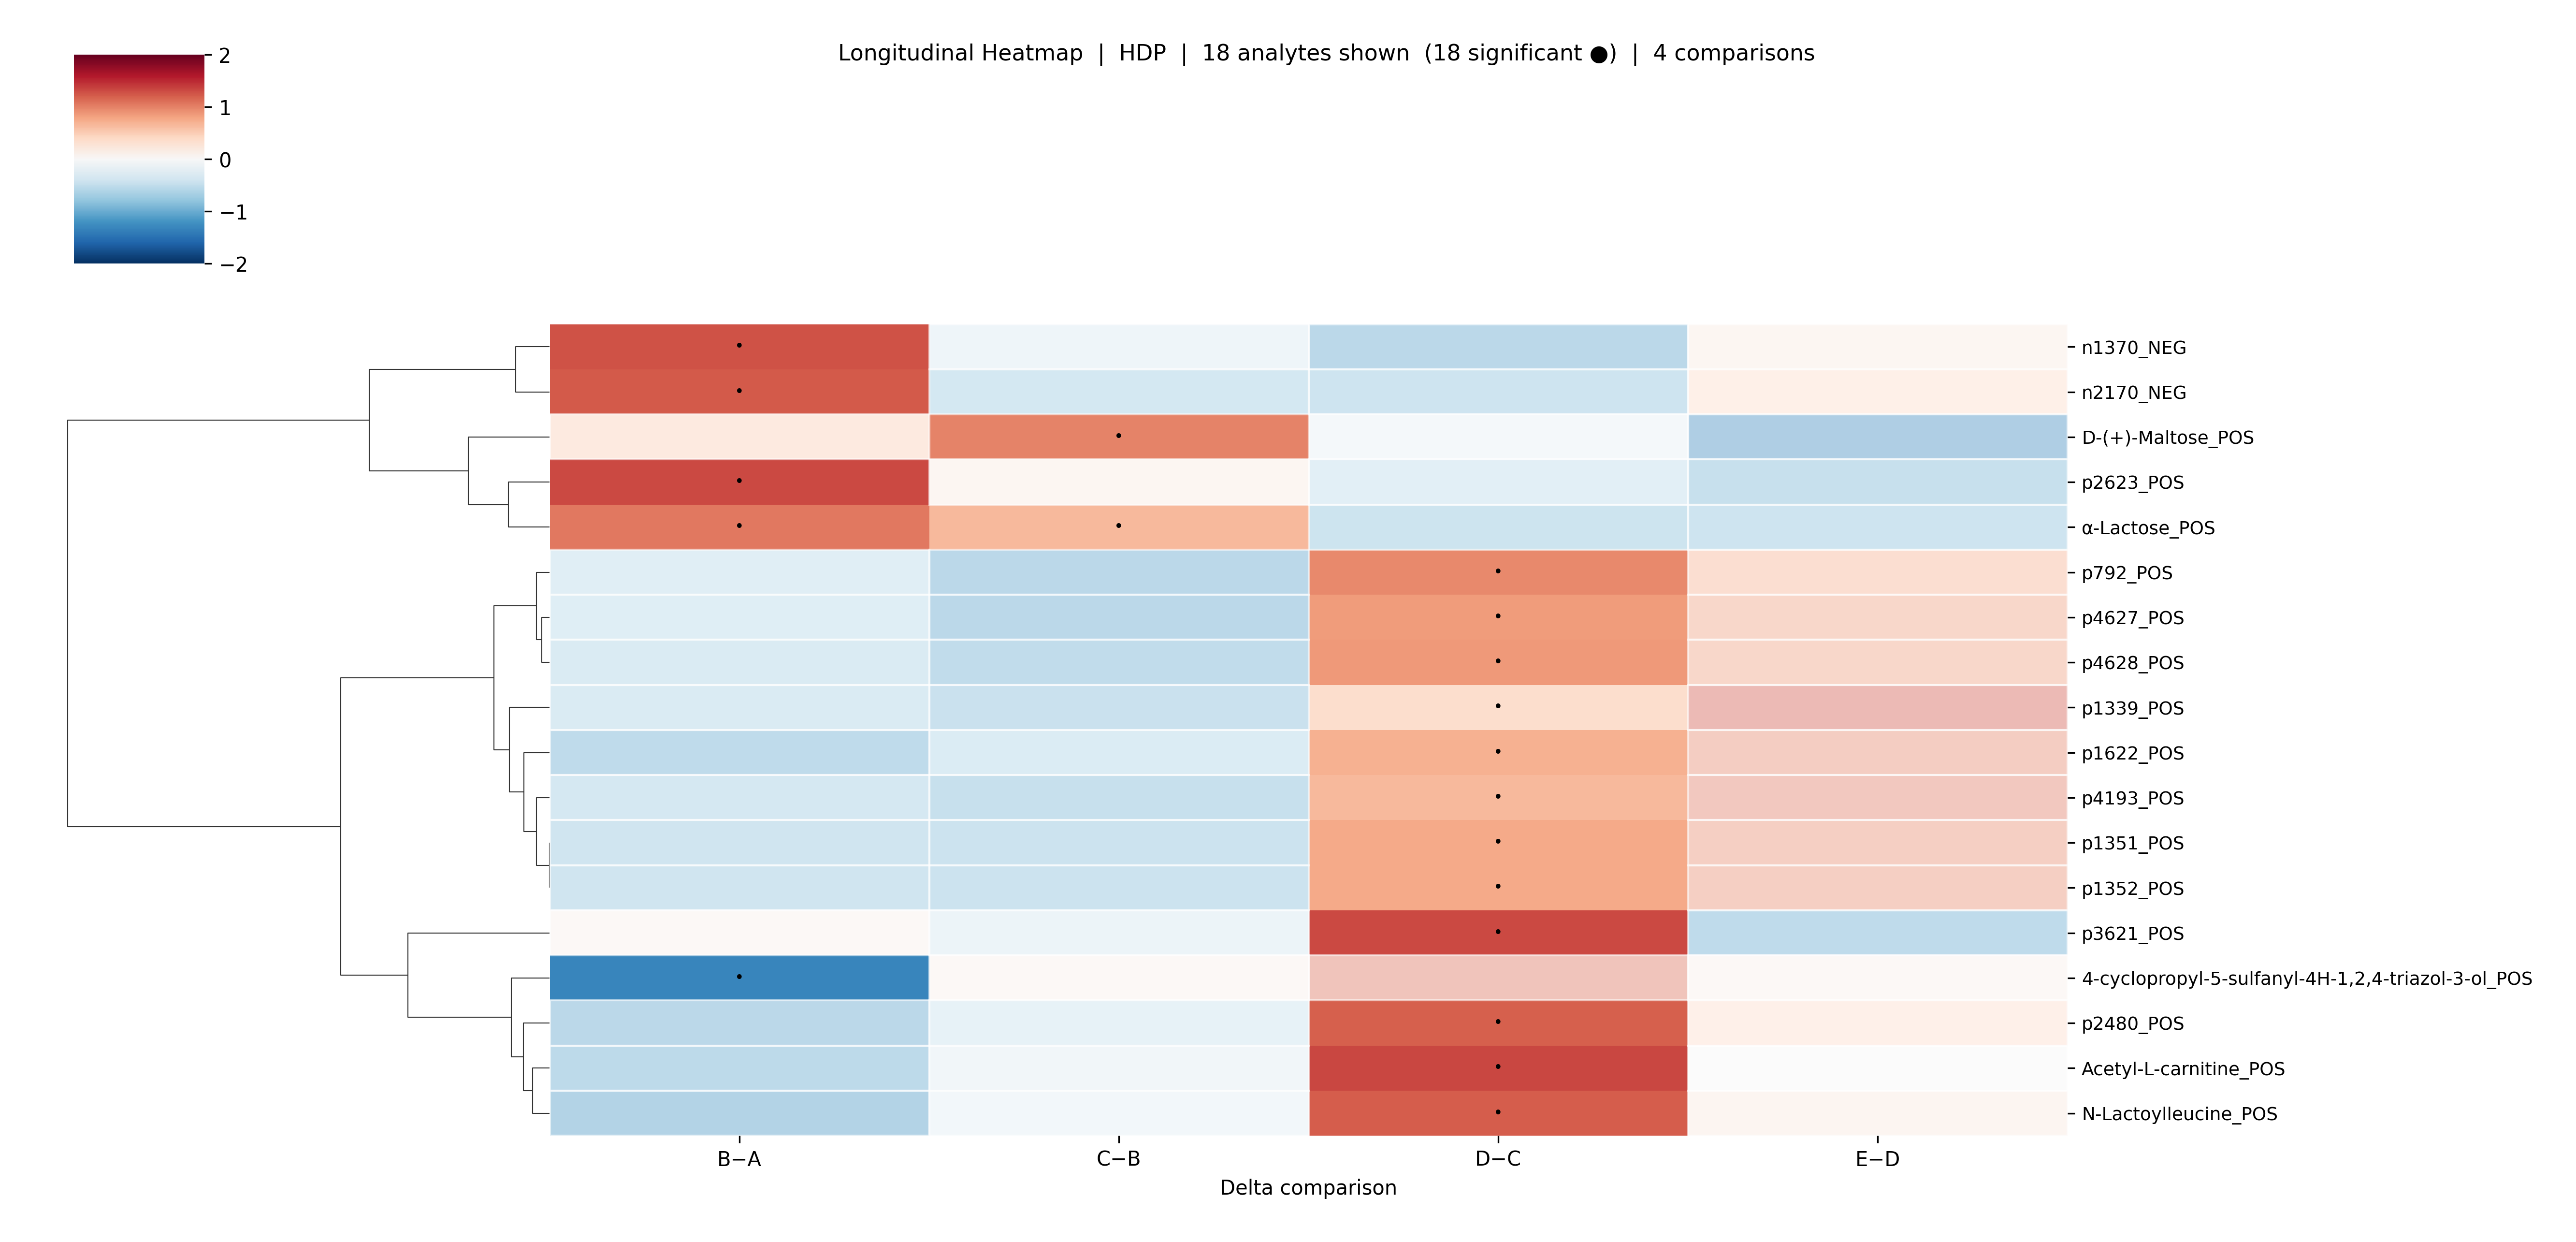 Longitudinal Heatmap | HDP | 18 analytes shown (18 significant ●) | 4 comparisons
2
1
0
−1
−2
n1370_NEG
n2170_NEG
D-(+)-Maltose_POS
p2623_POS
α-Lactose_POS
p792_POS
p4627_POS
p4628_POS
p1339_POS
p1622_POS
p4193_POS
p1351_POS
p1352_POS
p3621_POS
4-cyclopropyl-5-sulfanyl-4H-1,2,4-triazol-3-ol_POS
p2480_POS
Acetyl-L-carnitine_POS
N-Lactoylleucine_POS
B−A C−B D−C E−D
Delta comparison